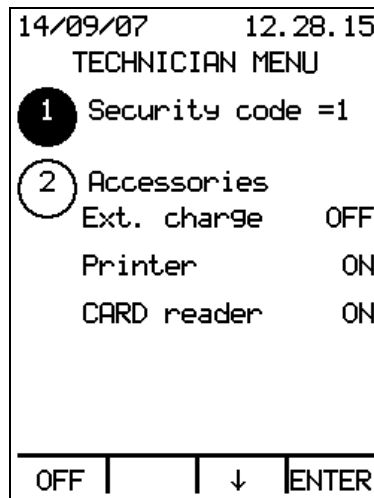 14/09/07 12.28.15
TECHNICIAN MENU
1 Security code =1
2 Accessories
Ext. charge OFF
Printer ON
CARD reader ON
OFF ↓ ENTER